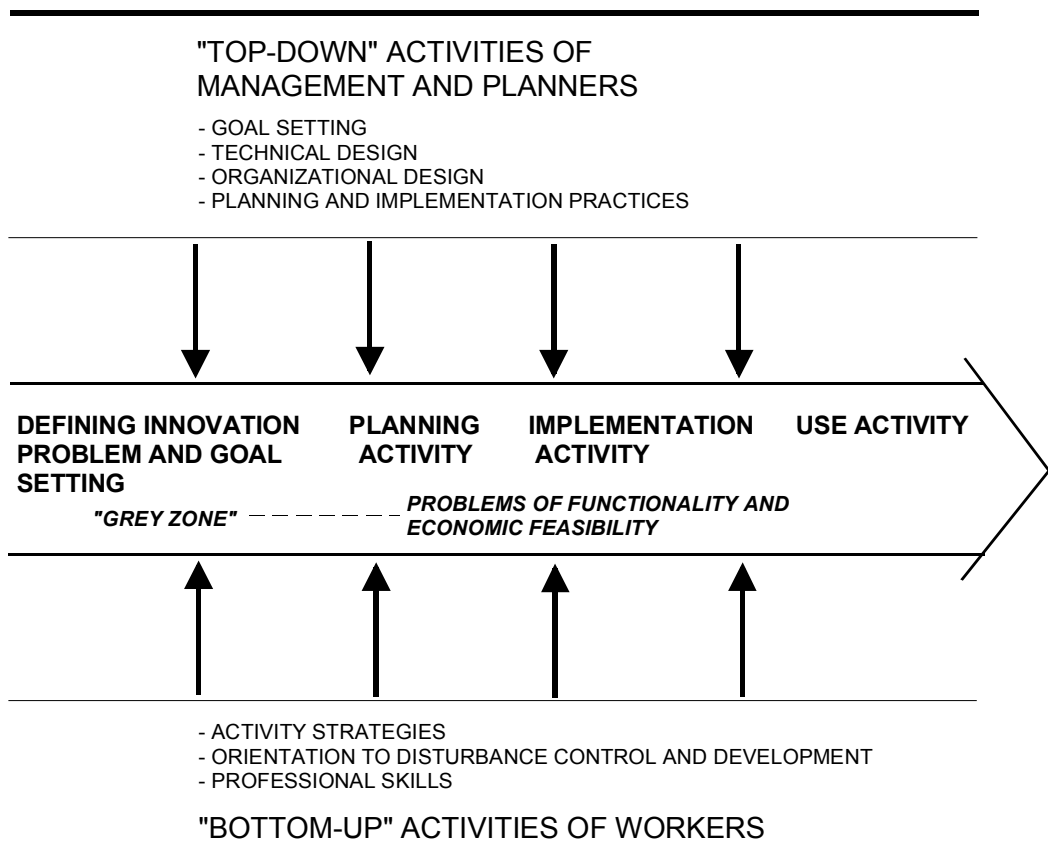 "TOP-DOWN" ACTIVITIES OF
MANAGEMENT AND PLANNERS
- GOAL SETTING
- TECHNICAL DESIGN
- ORGANIZATIONAL DESIGN
- PLANNING AND IMPLEMENTATION PRACTICES
DEFINING INNOVATION
PROBLEM AND GOAL
SETTING
PLANNING
ACTIVITY
IMPLEMENTATION
ACTIVITY
USE ACTIVITY
"GREY ZONE"
PROBLEMS OF FUNCTIONALITY AND
ECONOMIC FEASIBILITY
- ACTIVITY STRATEGIES
- ORIENTATION TO DISTURBANCE CONTROL AND DEVELOPMENT
- PROFESSIONAL SKILLS
"BOTTOM-UP" ACTIVITIES OF WORKERS